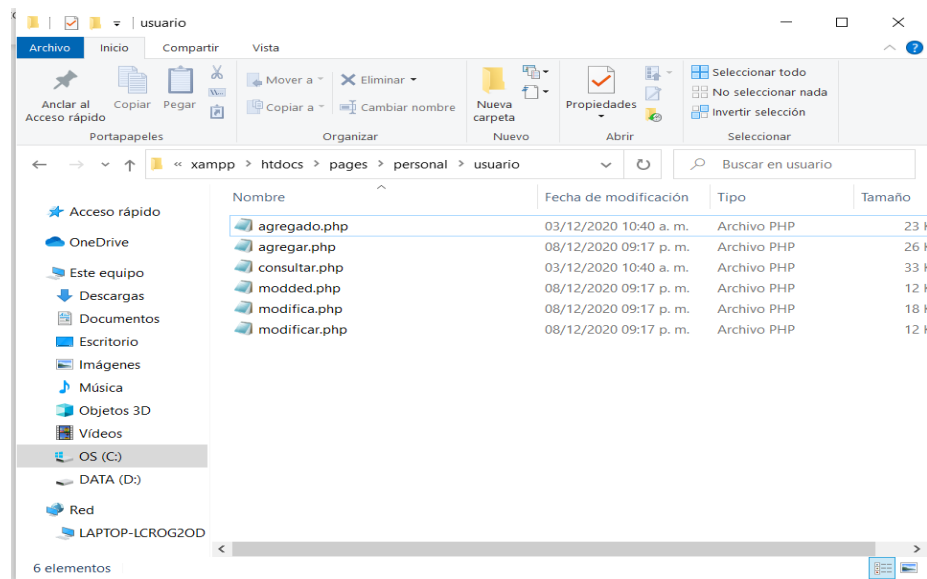 usuario
Archivo Inicio Compartir Vista
Anclar al Acceso rápido
Copiar
Pegar
Portapapeles
Mover a
Copiar a
Eliminar
Cambiar nombre
Organizar
Nueva carpeta
Nuevo
Propiedades
Abrir
Seleccionar todo
No seleccionar nada
Invertir selección
Seleccionar
« xampp > htdocs > pages > personal > usuario
Buscar en usuario
Acceso rápido
OneDrive
Este equipo
Descargas
Documentos
Escritorio
Imágenes
Música
Objetos 3D
Vídeos
OS (C:)
DATA (D:)
Red
LAPTOP-LCROG2OD
Nombre Fecha de modificación Tipo Tamaño
agregado.php 03/12/2020 10:40 a. m. Archivo PHP 23
agregar.php 08/12/2020 09:17 p. m. Archivo PHP 26
consultar.php 03/12/2020 10:40 a. m. Archivo PHP 33
modded.php 08/12/2020 09:17 p. m. Archivo PHP 12
modifica.php 08/12/2020 09:17 p. m. Archivo PHP 18
modificar.php 08/12/2020 09:17 p. m. Archivo PHP 12
6 elementos